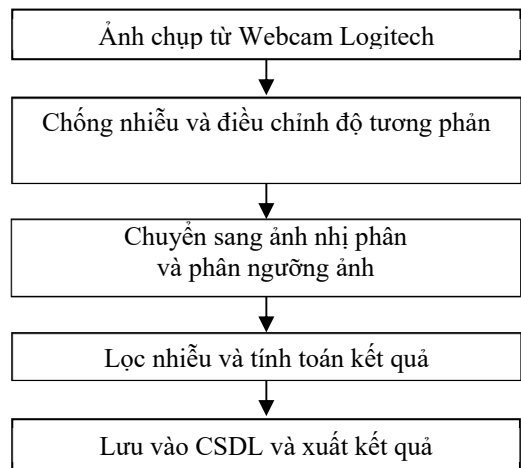 Ảnh chụp từ Webcam Logitech
Chống nhiễu và điều chỉnh độ tương phản
Chuyển sang ảnh nhị phân
và phân ngưỡng ảnh
Lọc nhiễu và tính toán kết quả
Lưu vào CSDL và xuất kết quả